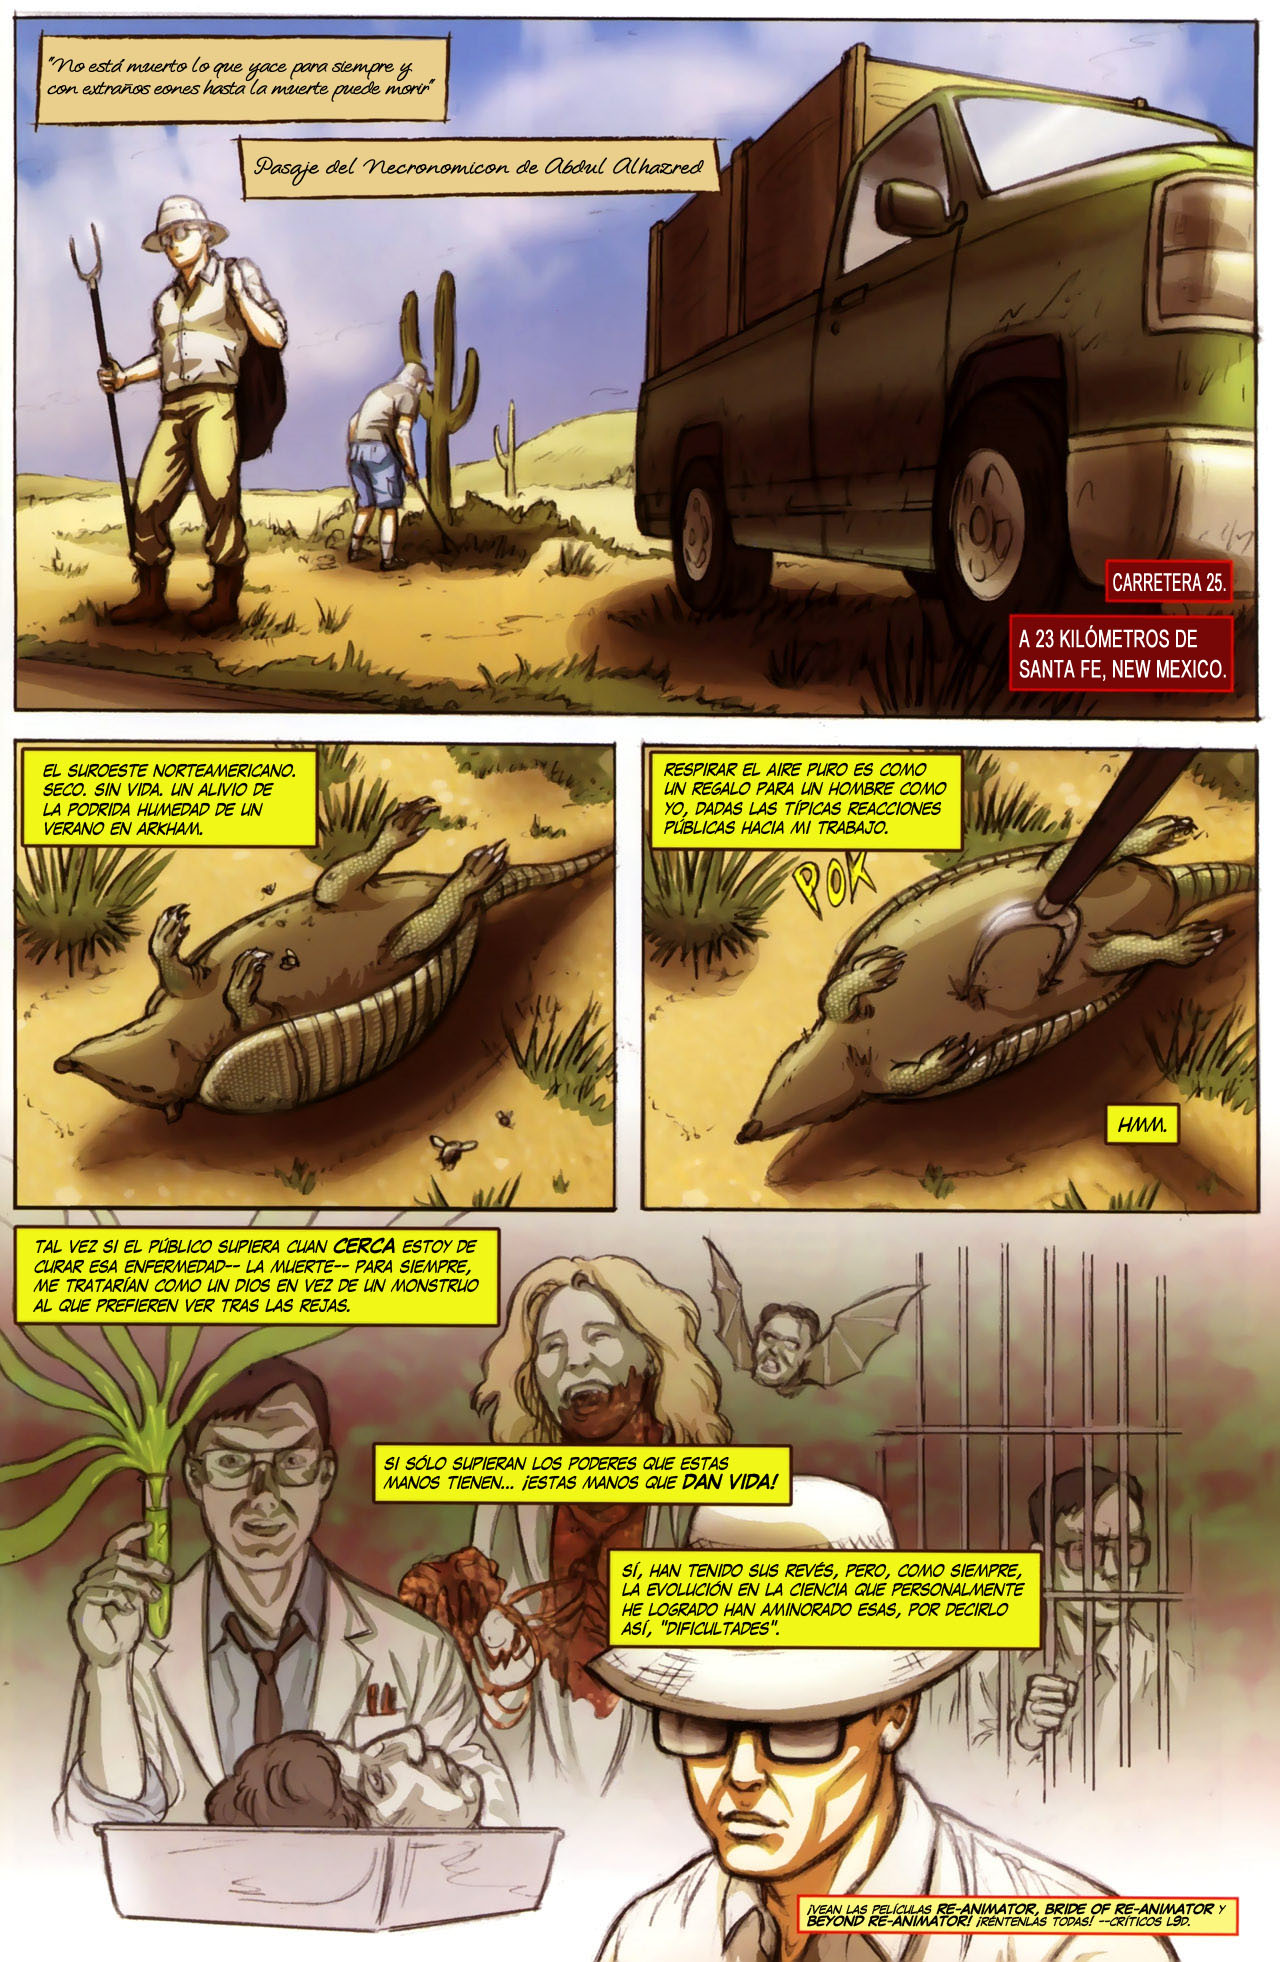 "No está muerto lo que yace para siempre y
con extraños eones hasta la muerte puede morir"
Pasaje del Necronomicon de Abdul Alhazred
CARRETERA 25.
A 23 KILÓMETROS DE
SANTA FE, NEW MEXICO.
EL SUROESTE NORTEAMERICANO.
SECO. SIN VIDA. UN ALIVIO DE
LA PODRIDA HUMEDAD DE UN
VERANO EN ARKHAM.
RESPIRAR EL AIRE PURO ES COMO
UN REGALO PARA UN HOMBRE COMO
YO, DADAS LAS TÍPICAS REACCIONES
PÚBLICAS HACIA MI TRABAJO.
POK
HMM.
TAL VEZ SI EL PÚBLICO SUPIERA CUAN CERCA ESTOY DE
CURAR ESA ENFERMEDAD-- LA MUERTE-- PARA SIEMPRE,
ME TRATARÍAN COMO UN DIOS EN VEZ DE UN MONSTRUO
AL QUE PREFIEREN VER TRAS LAS REJAS.
SI SÓLO SUPIERAN LOS PODERES QUE ESTAS
MANOS TIENEN... ¡ESTAS MANOS QUE DAN VIDA!
SÍ, HAN TENIDO SUS REVÉS, PERO, COMO SIEMPRE,
LA EVOLUCIÓN EN LA CIENCIA QUE PERSONALMENTE
HE LOGRADO HAN AMINORADO ESAS, POR DECIRLO
ASÍ, "DIFICULTADES".
¡VEAN LAS PELÍCULAS RE-ANIMATOR, BRIDE OF RE-ANIMATOR Y
BEYOND RE-ANIMATOR! ¡RÉNTENLAS TODAS! --CRÍTICOS L9D.